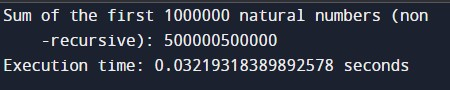 Sum of the first 1000000 natural numbers (non
-recursive): 500000500000
Execution time: 0.03219318389892578 seconds